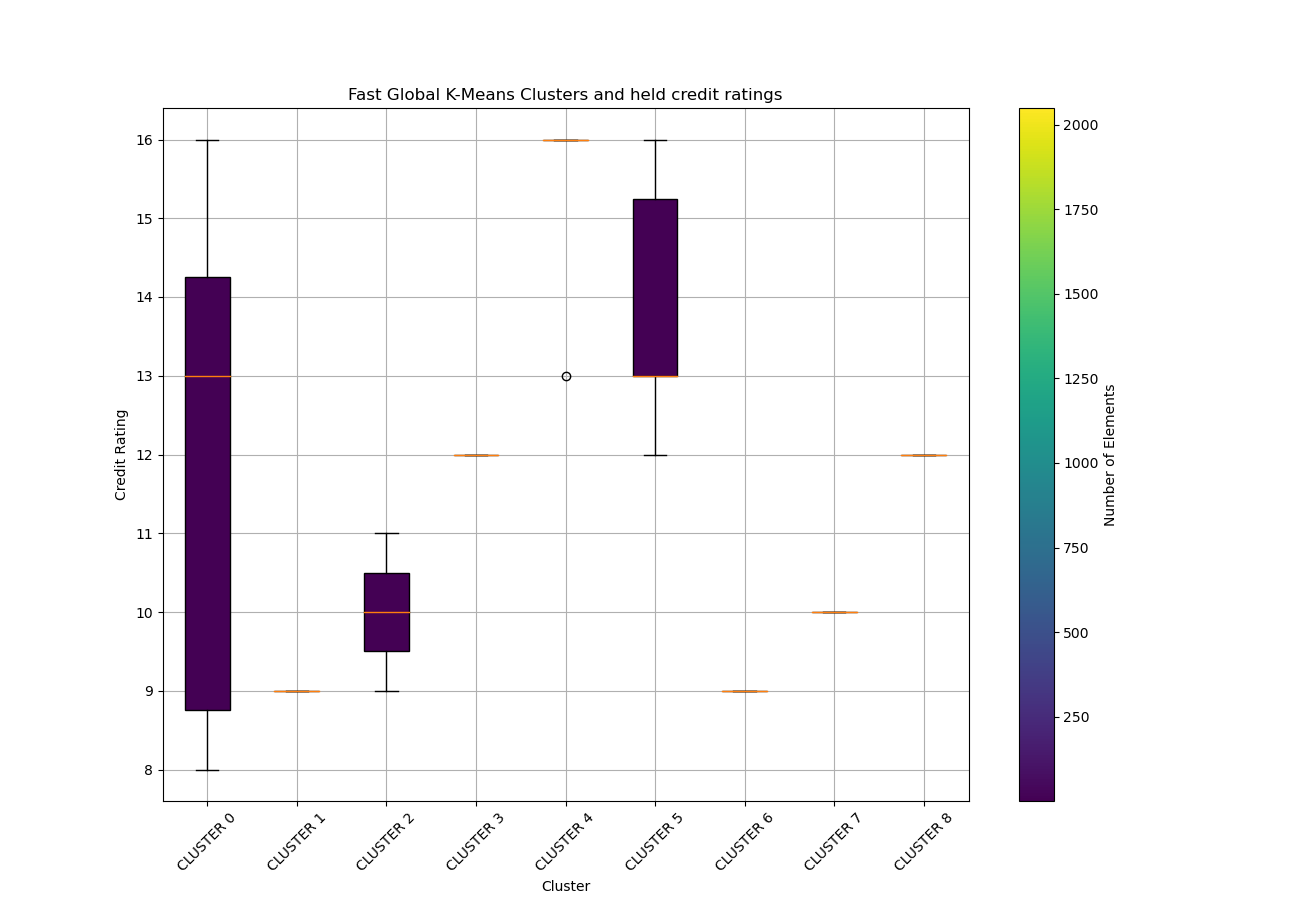 Fast Global K-Means Clusters and held credit ratings
16
15
14
13
12
11
10
9
8
Credit Rating
CLUSTER 0
CLUSTER 1
CLUSTER 2
CLUSTER 3
CLUSTER 4
CLUSTER 5
CLUSTER 6
CLUSTER 7
CLUSTER 8
Cluster
2000
1750
1500
1250
1000
750
500
250
Number of Elements